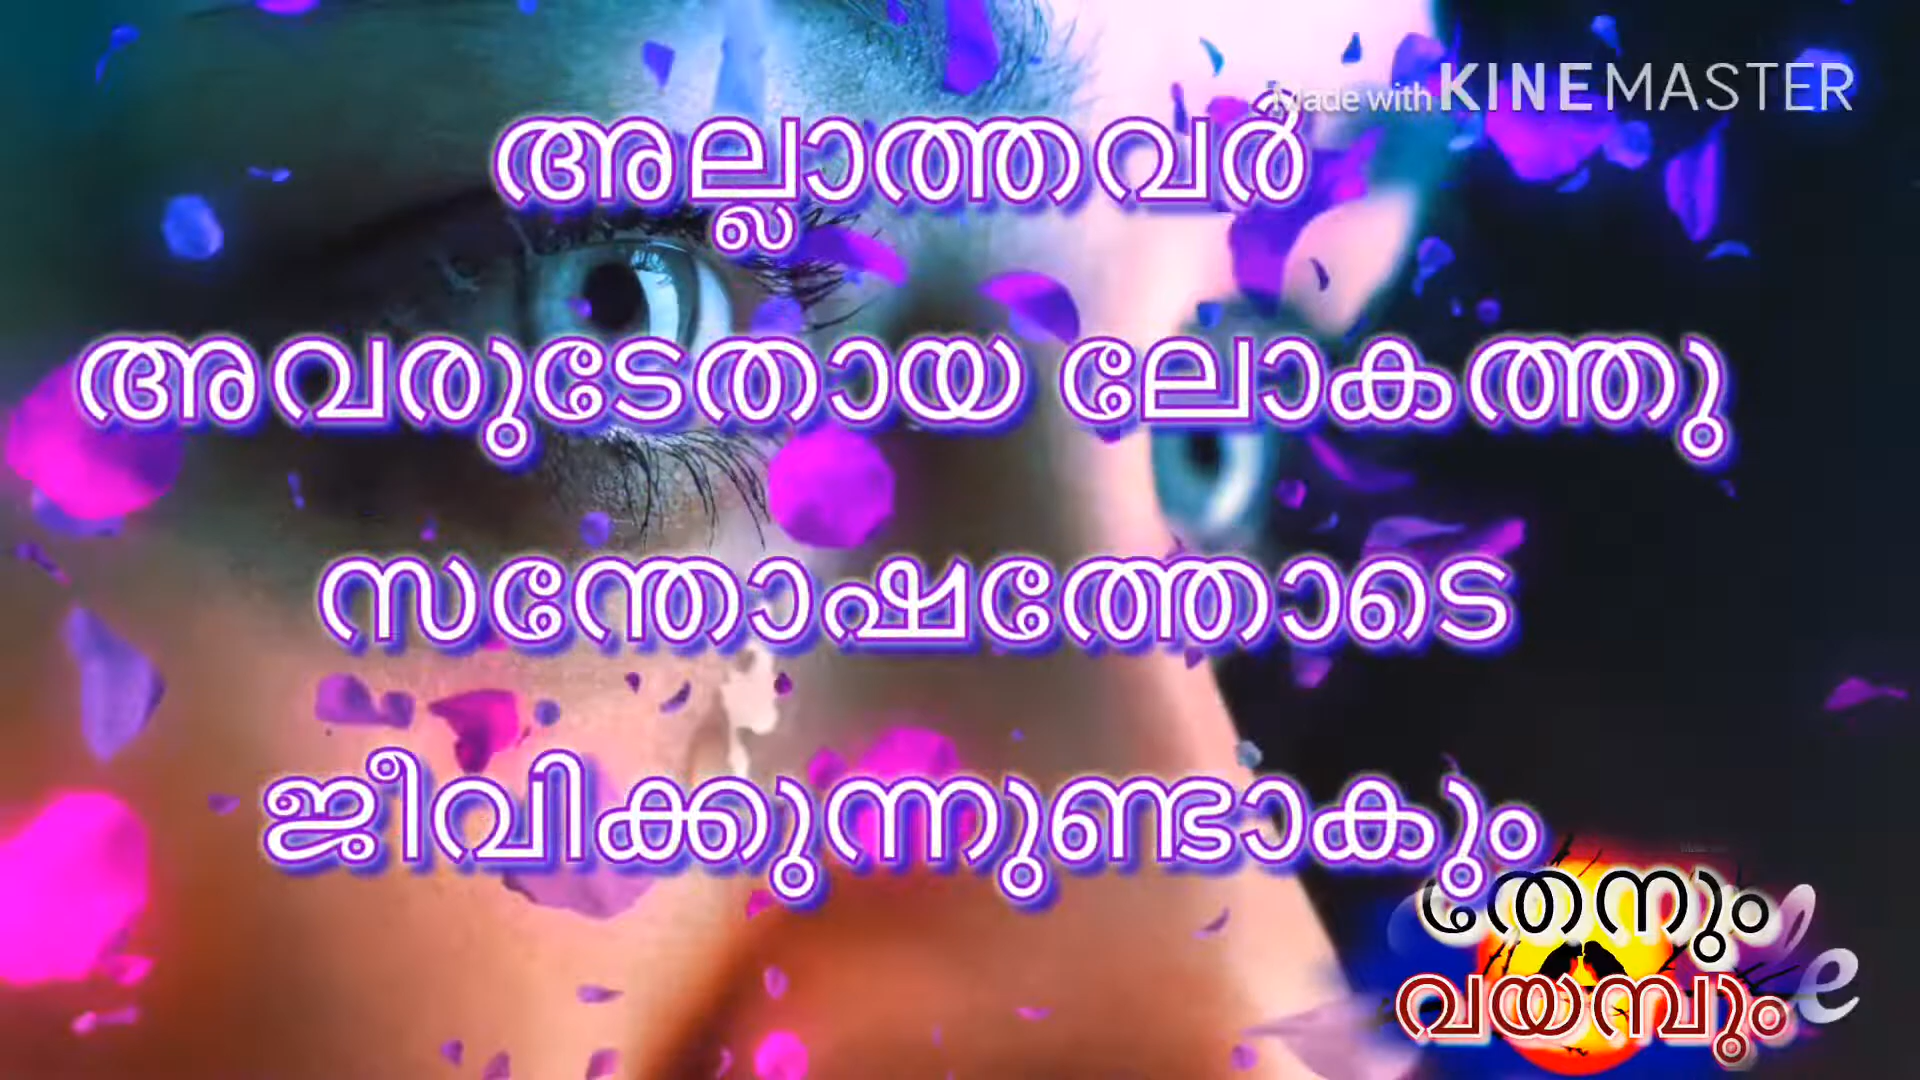 Made with KINEMASTER
അല്ലാത്തവർ
അവരുടേതായ ലോകത്തു
സന്തോഷത്തോടെ
ജീവിക്കുന്നുണ്ടാകും
തേനും
വയമ്പും